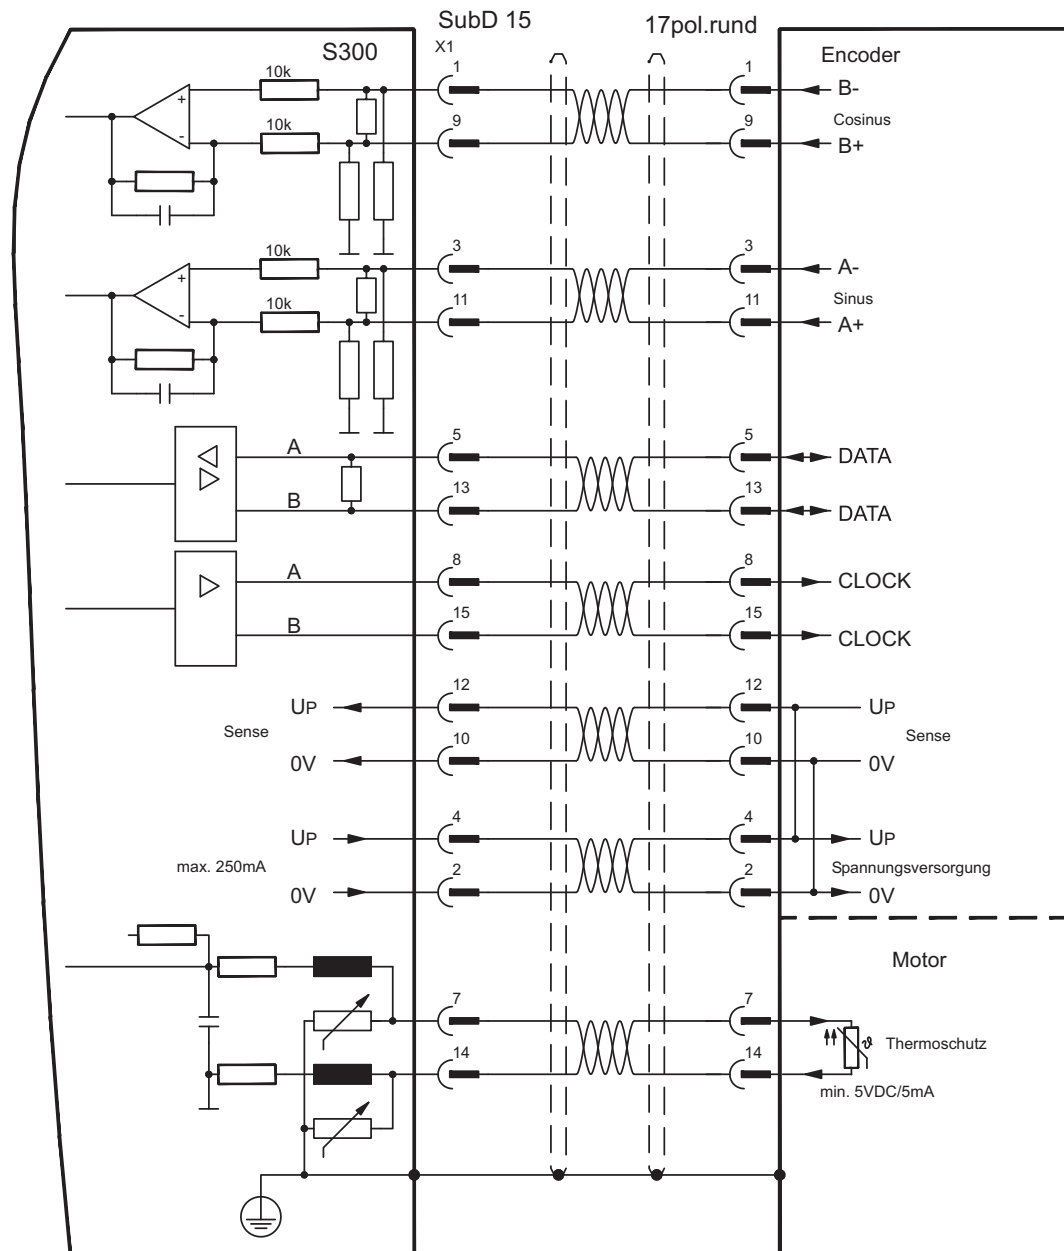 SubD 15
17pol.rund
S300
X1
Encoder
10k
1
1
B-
+
Cosinus
-
10k
9
9
B+
10k
3
3
A-
+
Sinus
-
10k
11
11
A+
A
5
5
DATA
B
13
13
DATA
A
8
8
CLOCK
B
15
15
CLOCK
UP
12
12
UP
Sense
Sense
0V
10
10
0V
UP
4
4
UP
max. 250mA
Spannungsversorgung
0V
2
2
0V
Motor
7
7
ϑ
Thermoschutz
14
14
min. 5VDC/5mA